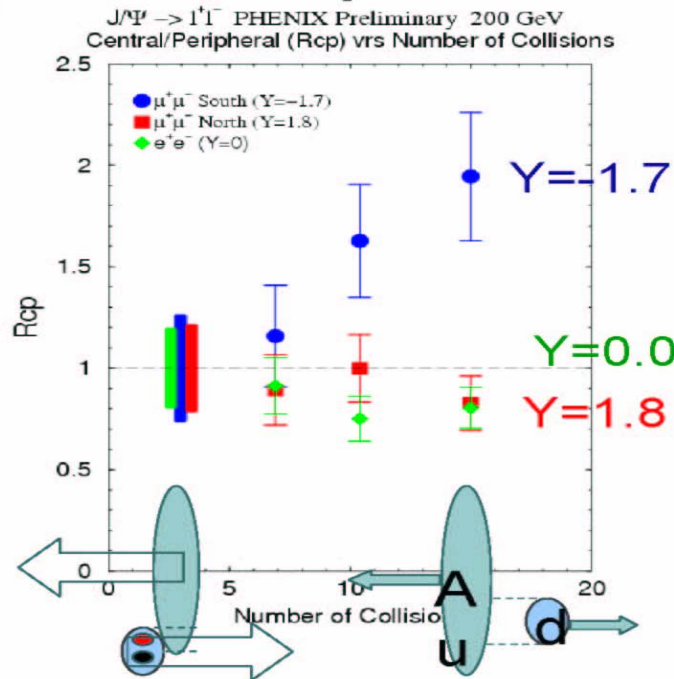 J/Ψ −> l⁺l⁻ PHENIX Preliminary 200 GeV
Central/Peripheral (Rcp) vrs Number of Collisions
2.5
μ⁺μ⁻ South (Y=−1.7)
μ⁺μ⁻ North (Y=1.8)
e⁺e⁻ (Y=0)
2
Y=-1.7
1.5
Rcp
Y=0.0
1
Y=1.8
0.5
0
0 5 10 20
Number of Collisio
A
u
d